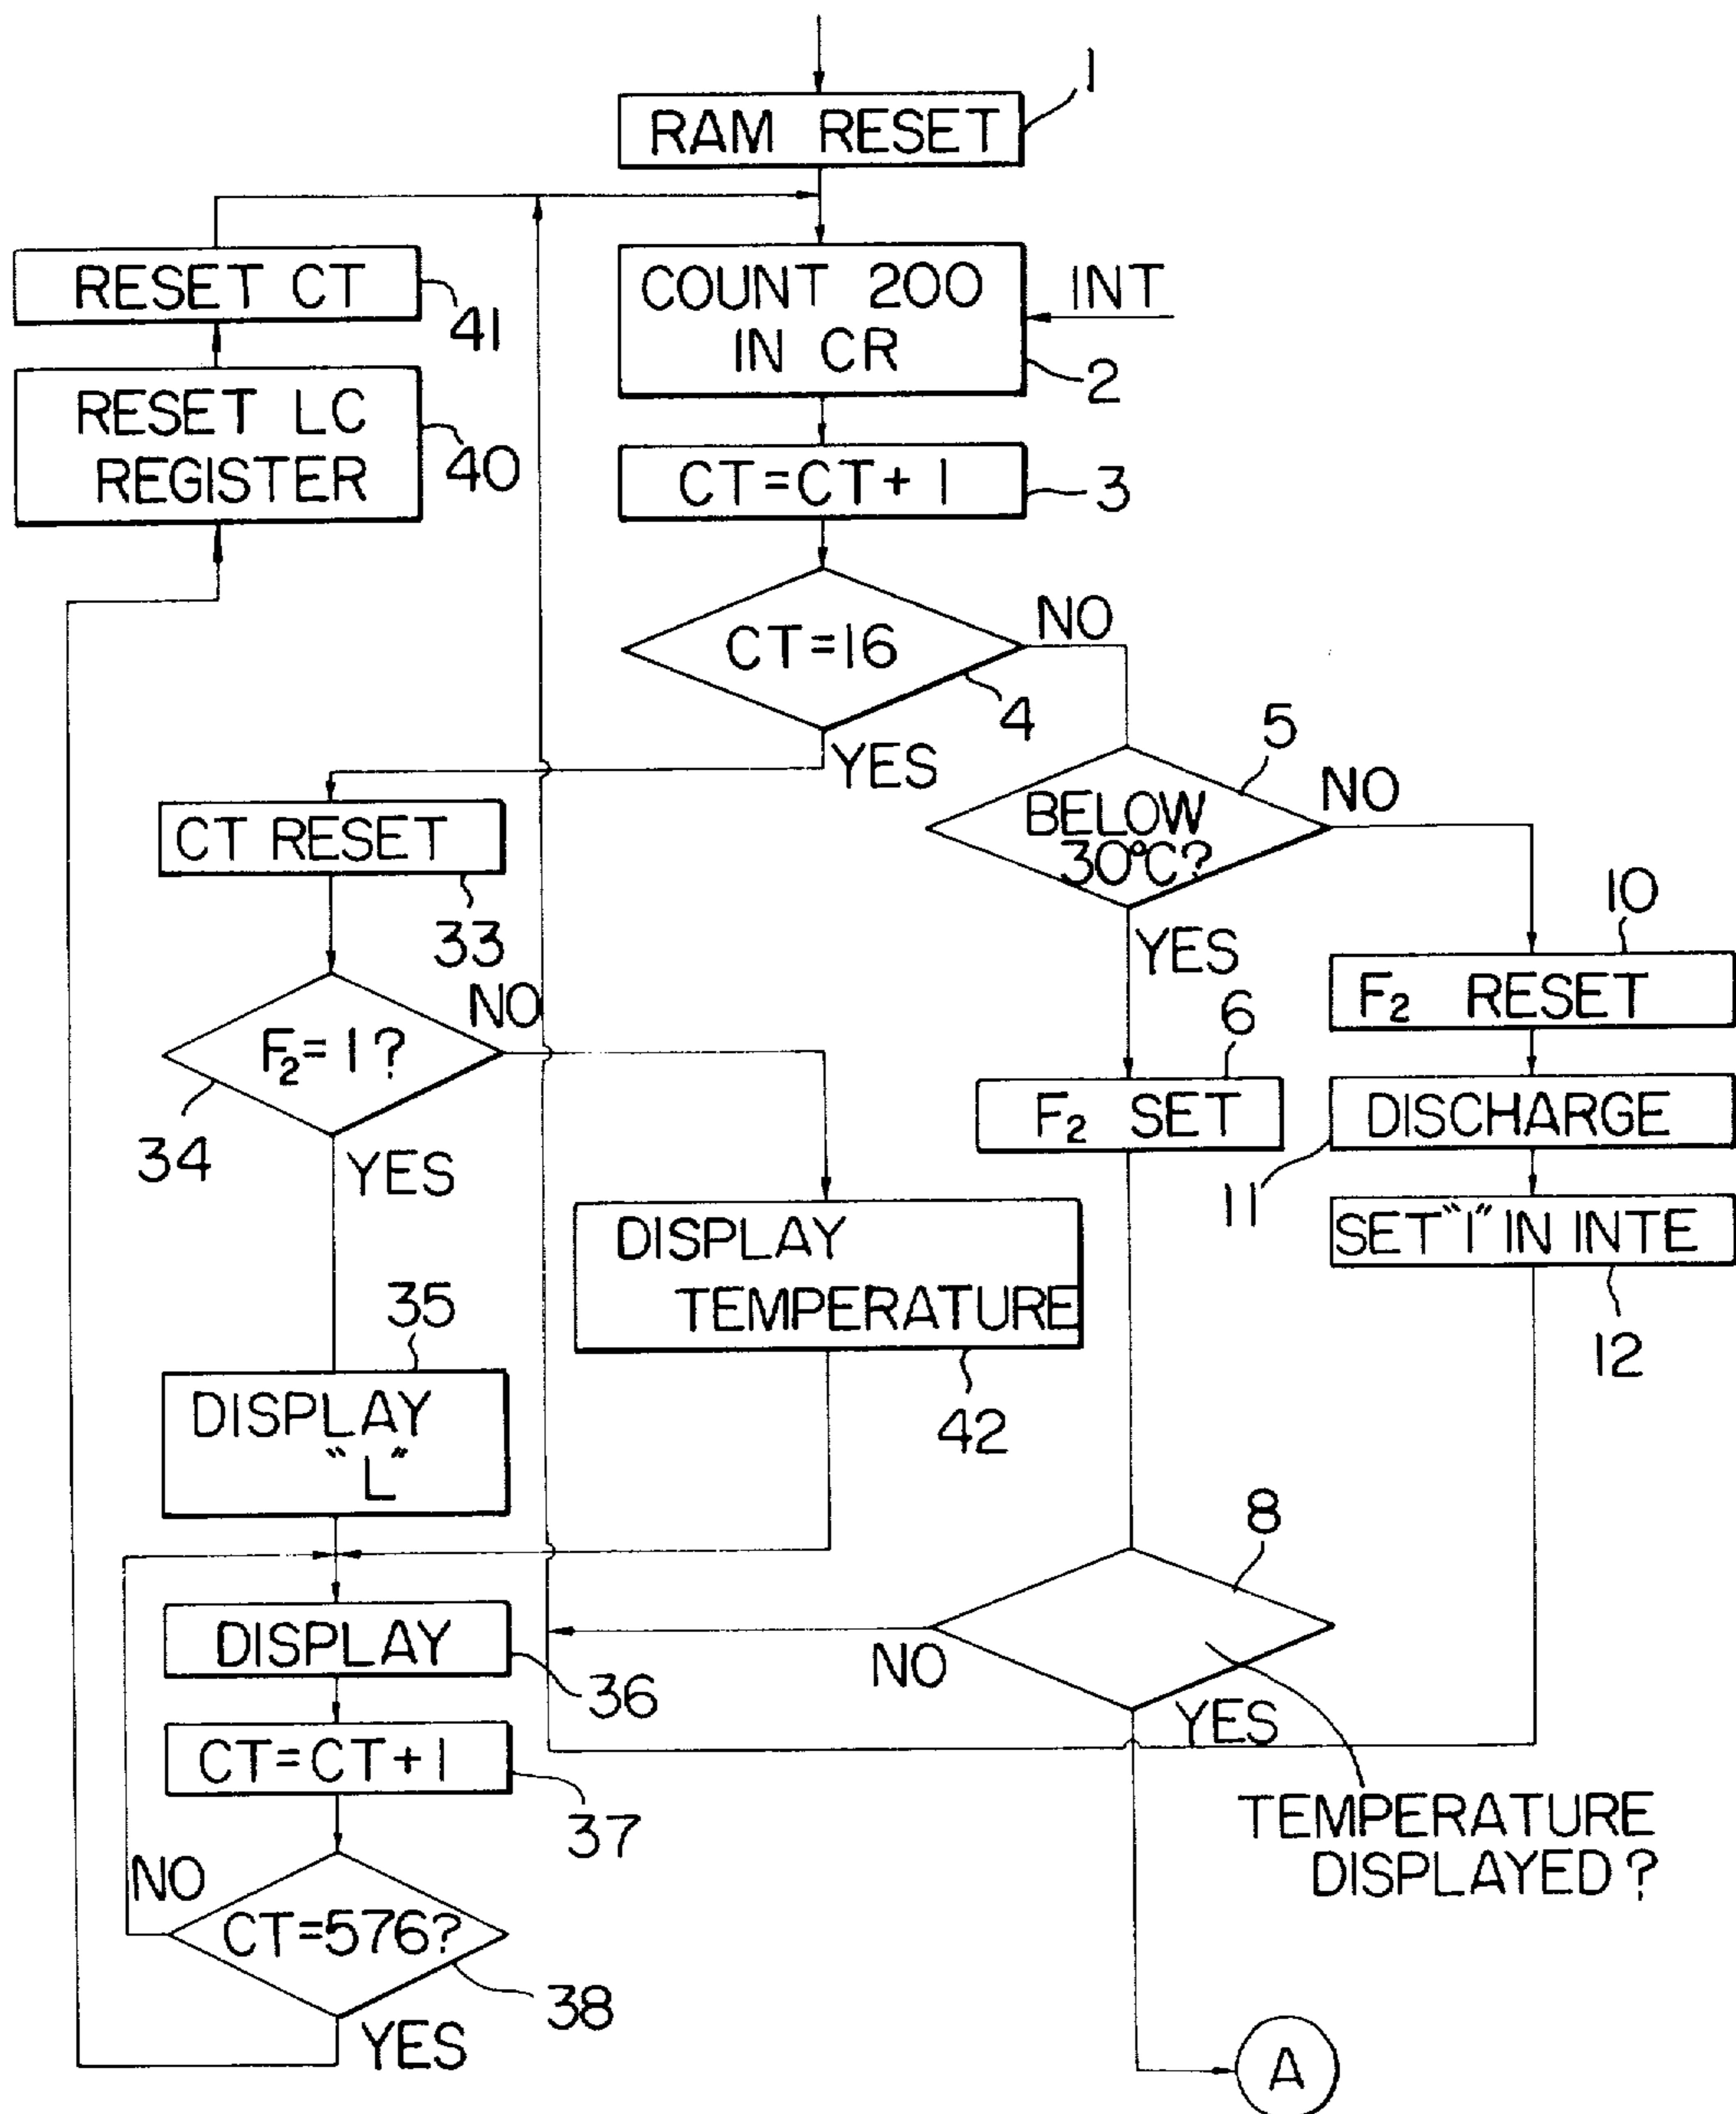 1
RAM RESET
RESET CT
41
COUNT 200
IN CR
INT
2
RESET LC
REGISTER
40
CT=CT+1
3
CT=16
NO
4
YES
5
BELOW
30°C?
NO
CT RESET
33
YES
10
F₂ RESET
F₂=1?
NO
34
YES
6
F₂ SET
DISCHARGE
11
SET "1" IN INTE
12
DISPLAY
TEMPERATURE
42
35
DISPLAY
"L"
8
DISPLAY
36
NO
YES
CT=CT+1
37
TEMPERATURE
DISPLAYED?
NO
CT=576?
38
YES
A